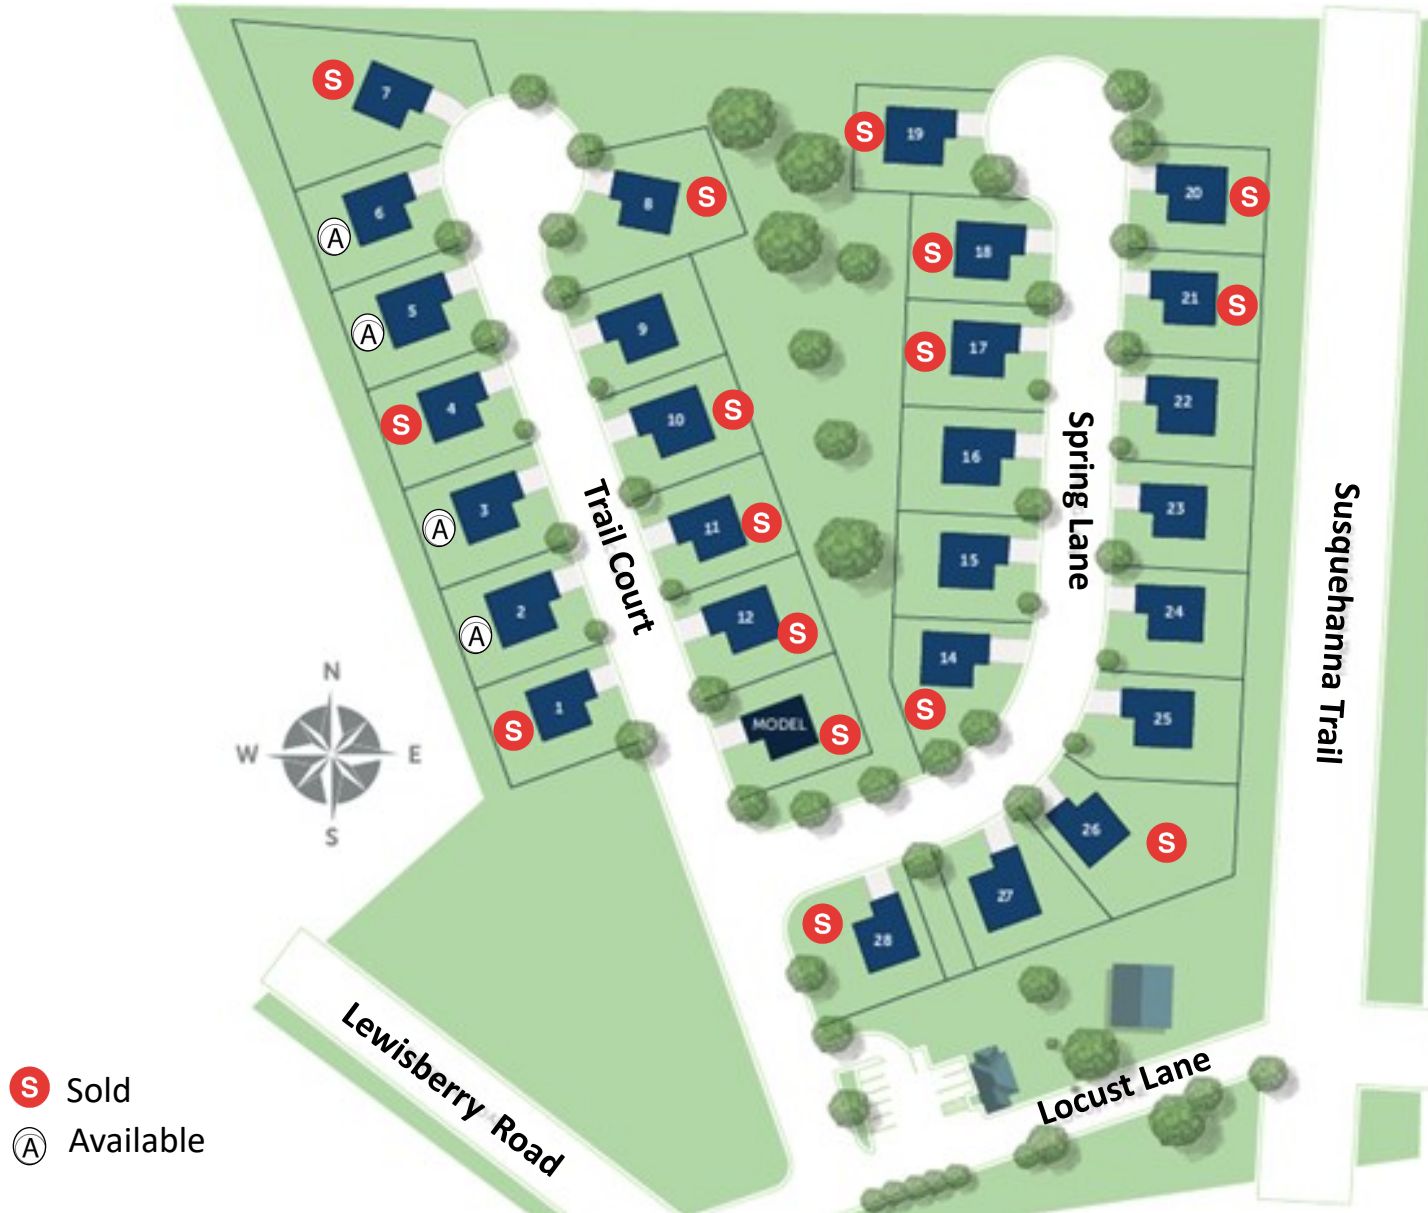 S 7
S 19
6
A
8 S
20 S
5
A
18
S
21 S
9
17
S
4
S
10 S
22
16
3
A
11 S
23
Trail Court
Spring Lane
Susquehanna Trail
15
2
A
12 S
24
14
S
1
S
MODEL
S
25
N
W E
S
26
S
27
28
S
Lewisberry Road
Locust Lane
S Sold
A Available